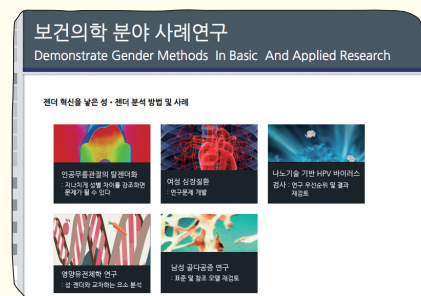 보건의학 분야 사례연구
Demonstrate Gender Methods In Basic And Applied Research
젠더 혁신을 낳은 성·젠더 분석 방법 및 사례
인공무릎관절의 탈젠더화
: 지나치게 성별 차이를 강조하면
문제가 될 수 있다
여성 심장질환
: 연구문제 개발
나노기술 기반 HPV 바이러스
검사 : 연구 우선순위 및 결과
재검토
영양유전체학 연구
: 성·젠더와 교차하는 요소 분석
남성 골다공증 연구
: 표준 및 참조 모델 재검토